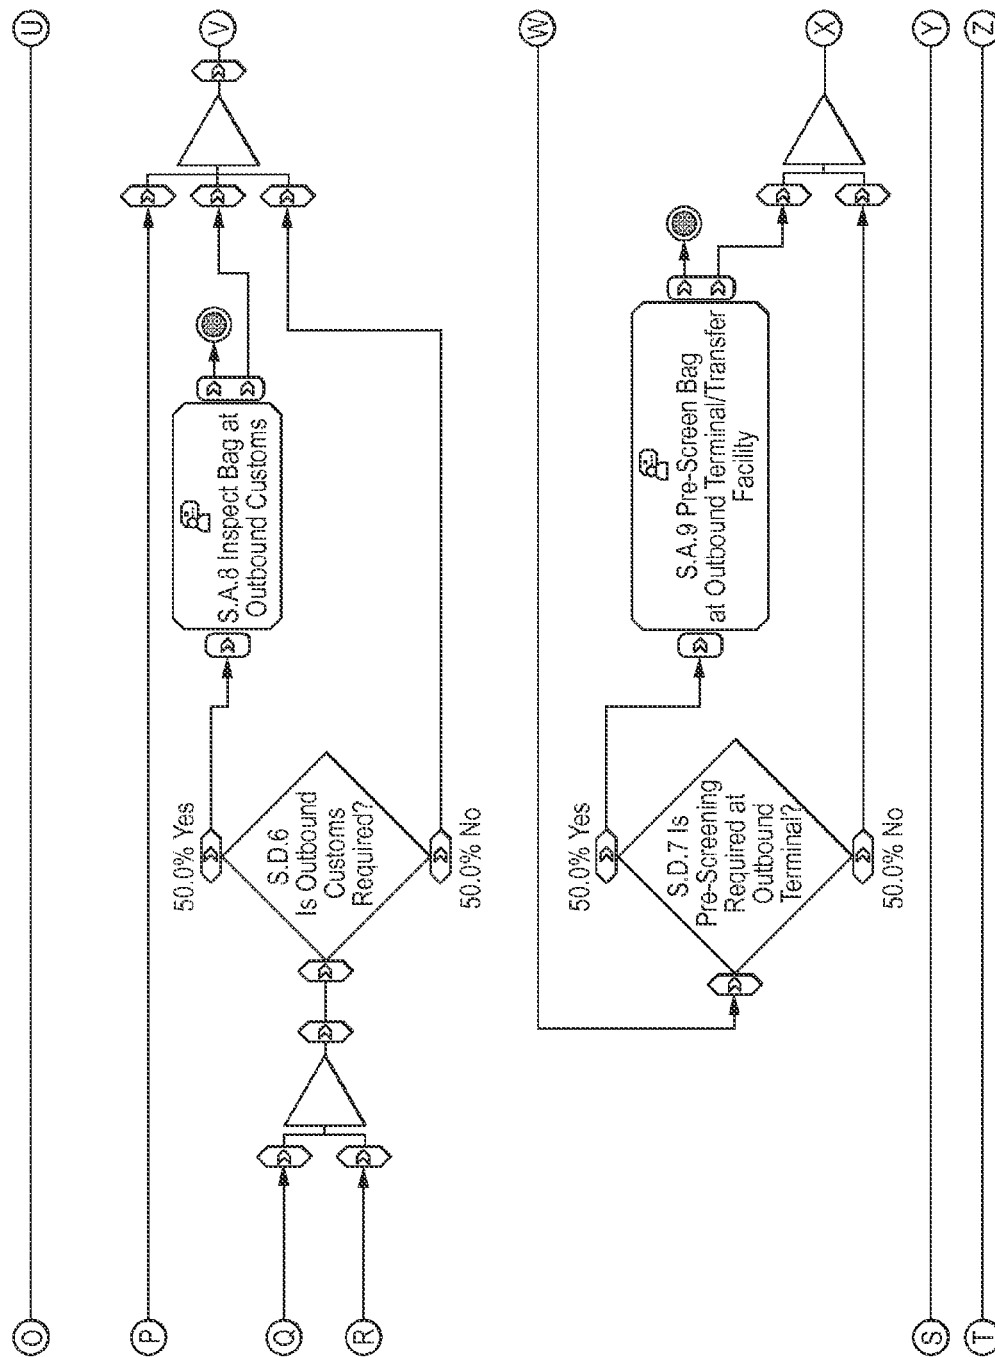 O
U
P
V
Q
R
50.0% Yes
S.D.6
Is Outbound
Customs
Required?
50.0% No
S.A.8 Inspect Bag at
Outbound Customs
W
X
50.0% Yes
S.D.7 Is
Pre-Screening
Required at
Outbound
Terminal?
50.0% No
S.A.9 Pre-Screen Bag
at Outbound Terminal/Transfer
Facility
S
Y
T
Z